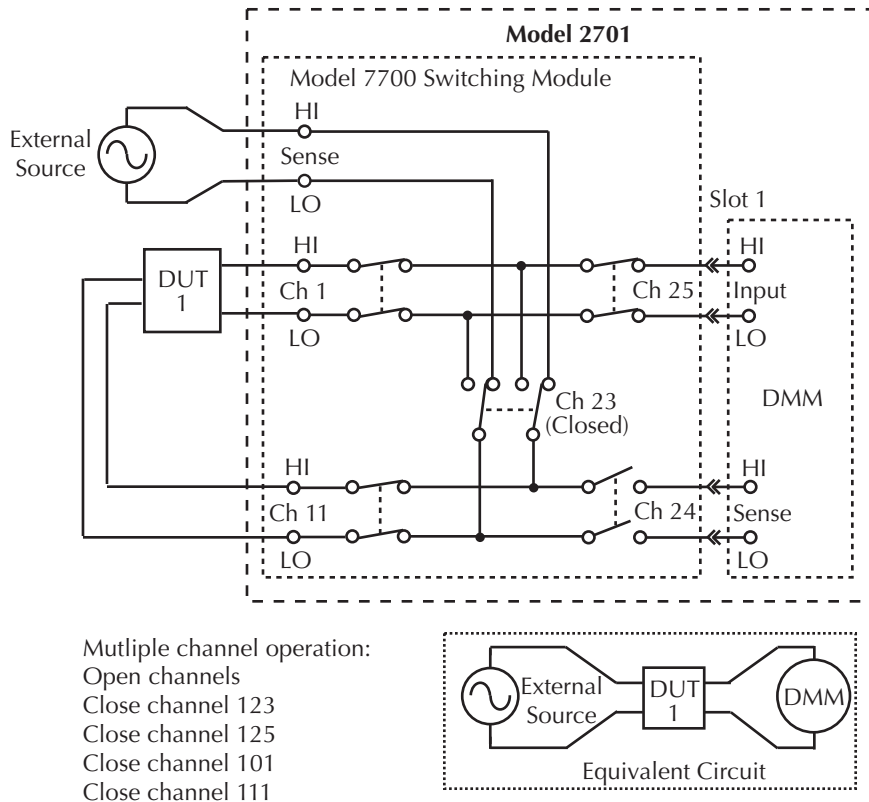 Model 2701
Model 7700 Switching Module
HI
External
Source
Sense
LO
Slot 1
HI
DUT
1
Ch 1
LO
Ch 25
HI
Input
LO
Ch 23
(Closed)
DMM
HI
Ch 11
LO
Ch 24
HI
Sense
LO
Mutliple channel operation:
Open channels
Close channel 123
Close channel 125
Close channel 101
Close channel 111
External
Source
DUT
1
DMM
Equivalent Circuit